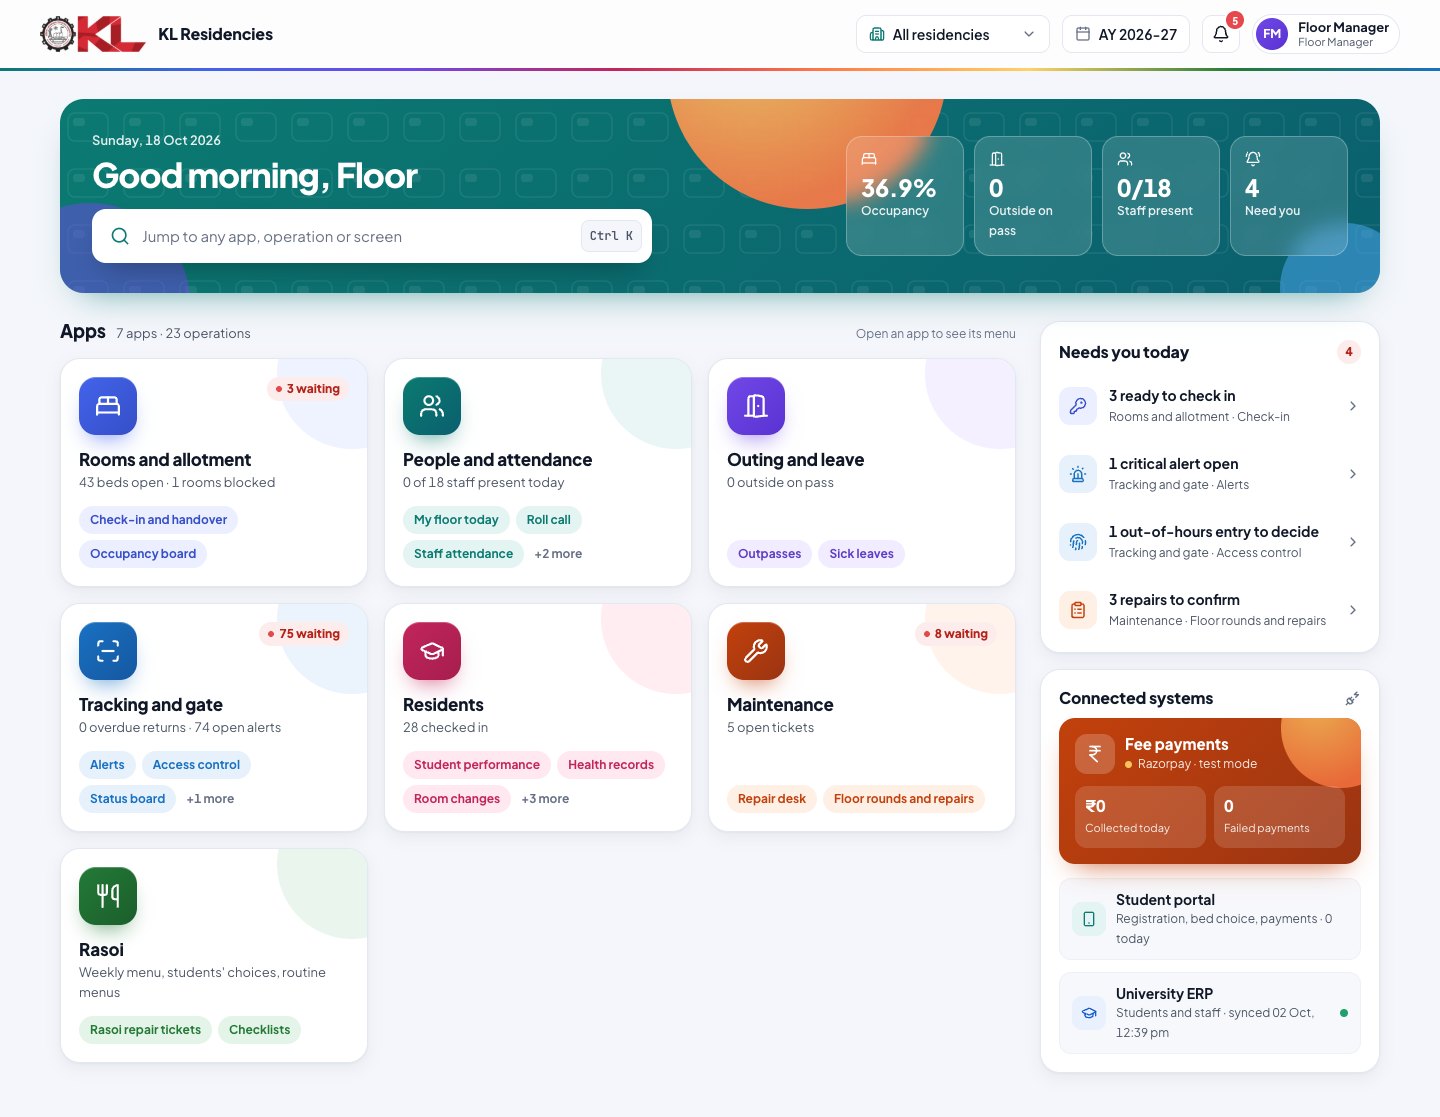 KL
KL Residencies
All residencies
AY 2026-27
5
FM
Floor Manager
Floor Manager
Sunday, 18 Oct 2026
Good morning, Floor
Jump to any app, operation or screen
Ctrl K
36.9%
Occupancy
0
Outside on
pass
0/18
Staff present
4
Need you
Apps
7 apps · 23 operations
Open an app to see its menu
3 waiting
Rooms and allotment
43 beds open · 1 rooms blocked
Check-in and handover
Occupancy board
People and attendance
0 of 18 staff present today
My floor today
Roll call
Staff attendance
+2 more
Outing and leave
0 outside on pass
Outpasses
Sick leaves
75 waiting
Tracking and gate
0 overdue returns · 74 open alerts
Alerts
Access control
Status board
+1 more
Residents
28 checked in
Student performance
Health records
Room changes
+3 more
8 waiting
Maintenance
5 open tickets
Repair desk
Floor rounds and repairs
Rasoi
Weekly menu, students' choices, routine
menus
Rasoi repair tickets
Checklists
Needs you today
4
3 ready to check in
Rooms and allotment · Check-in
1 critical alert open
Tracking and gate · Alerts
1 out-of-hours entry to decide
Tracking and gate · Access control
3 repairs to confirm
Maintenance · Floor rounds and repairs
Connected systems
₹
Fee payments
Razorpay · test mode
₹0
Collected today
0
Failed payments
Student portal
Registration, bed choice, payments · 0
today
University ERP
Students and staff · synced 02 Oct,
12:39 pm